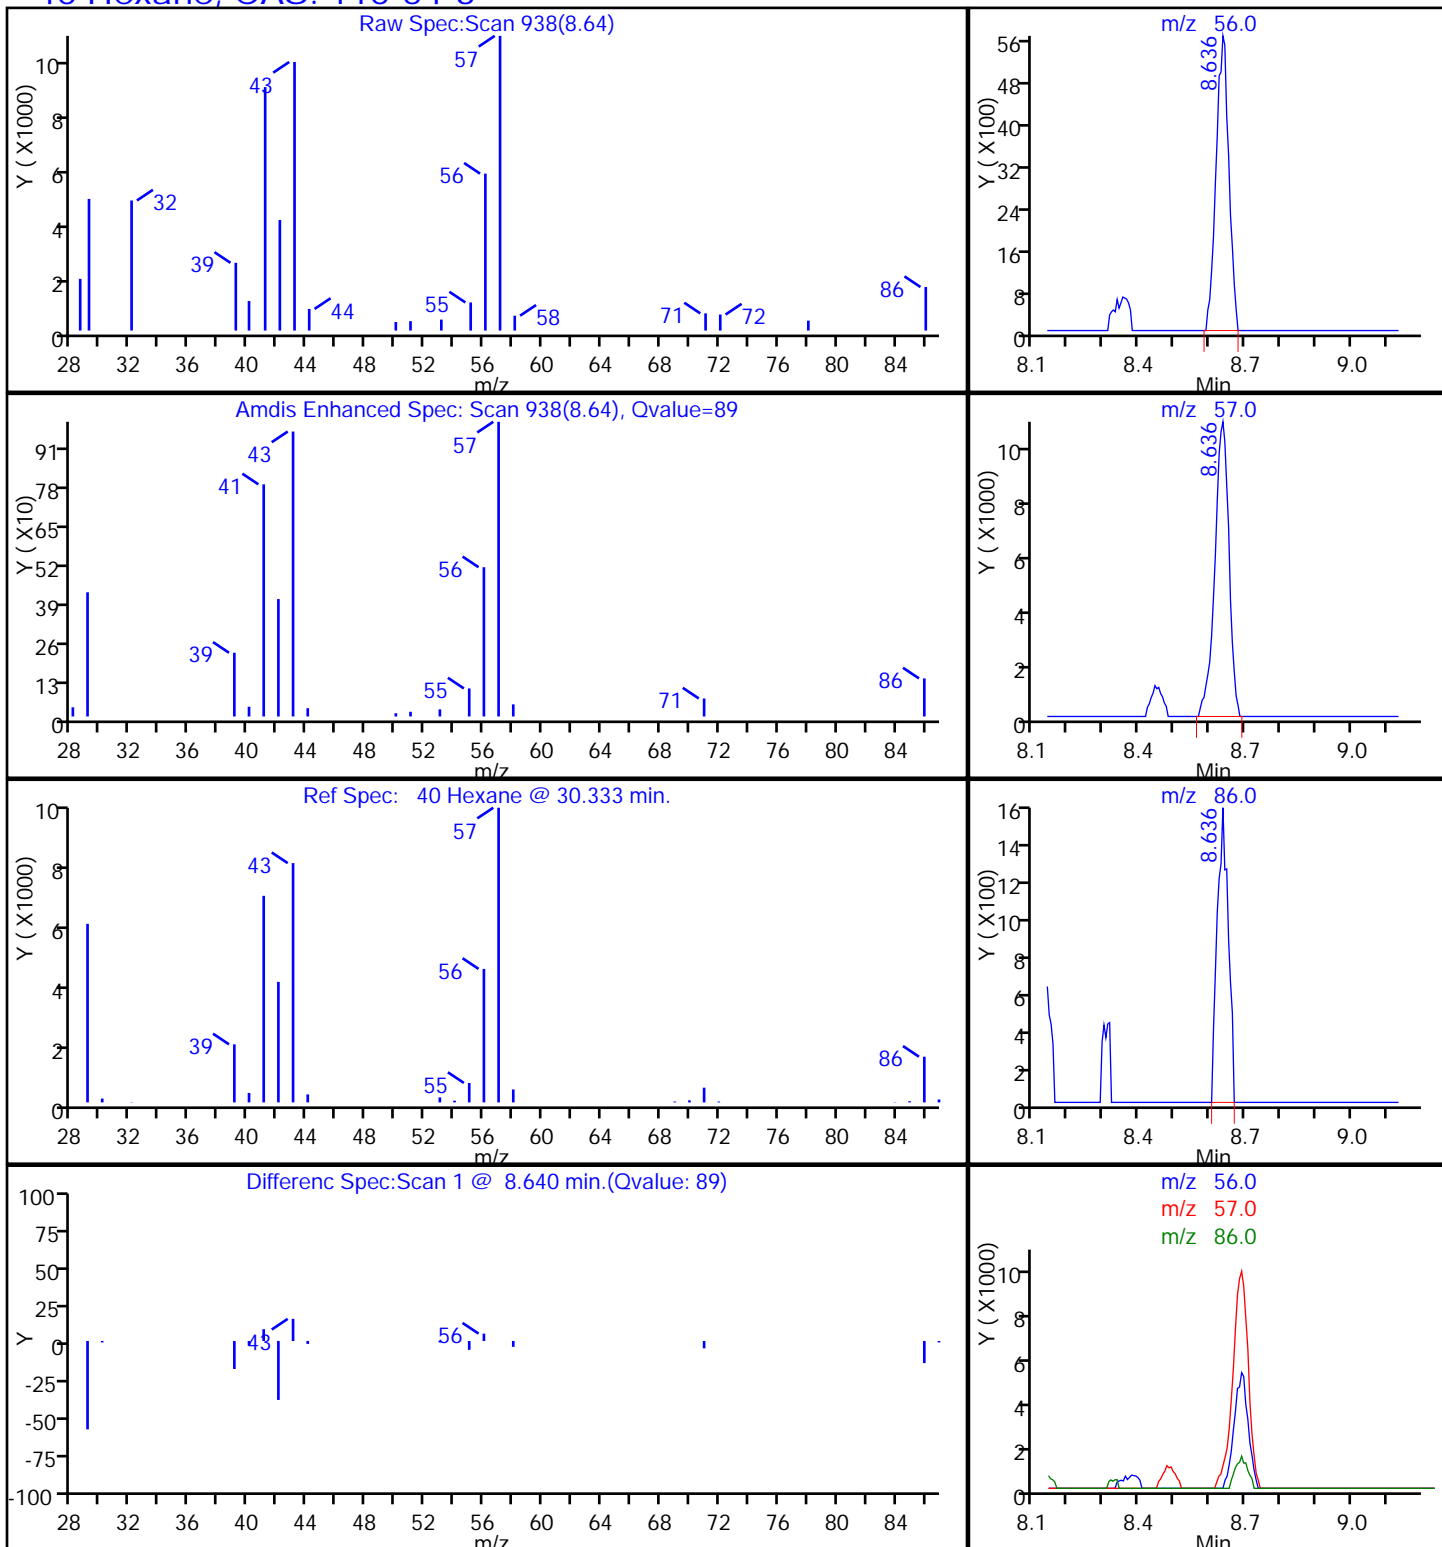 Raw Spec:Scan 938(8.64)
Y ( X1000)
10
8
6
4
2
0
57
43
56
32
39
44
55
58
71
72
86
28 32 36 40 44 48 52 56 60 64 68 72 76 80 84
m/z
m/z 56.0
Y ( X100)
56
48
40
32
24
16
8
0
8.636
8.1 8.4 8.7 9.0
Min
Amdis Enhanced Spec: Scan 938(8.64), Qvalue=89
Y ( X10)
91
78
65
52
39
26
13
0
57
43
41
56
39
55
71
86
28 32 36 40 44 48 52 56 60 64 68 72 76 80 84
m/z
m/z 57.0
Y ( X1000)
10
8
6
4
2
0
8.636
8.1 8.4 8.7 9.0
Min
Ref Spec: 40 Hexane @ 30.333 min.
Y ( X1000)
10
8
6
4
2
0
57
43
56
39
55
86
28 32 36 40 44 48 52 56 60 64 68 72 76 80 84
m/z
m/z 86.0
Y ( X100)
16
14
12
10
8
6
4
2
0
8.636
8.1 8.4 8.7 9.0
Min
Differenc Spec:Scan 1 @ 8.640 min.(Qvalue: 89)
Y
100
75
50
25
0
-25
-50
-75
-100
43
56
28 32 36 40 44 48 52 56 60 64 68 72 76 80 84
m/z
m/z 56.0
m/z 57.0
m/z 86.0
Y ( X1000)
10
8
6
4
2
0
8.1 8.4 8.7 9.0
Min